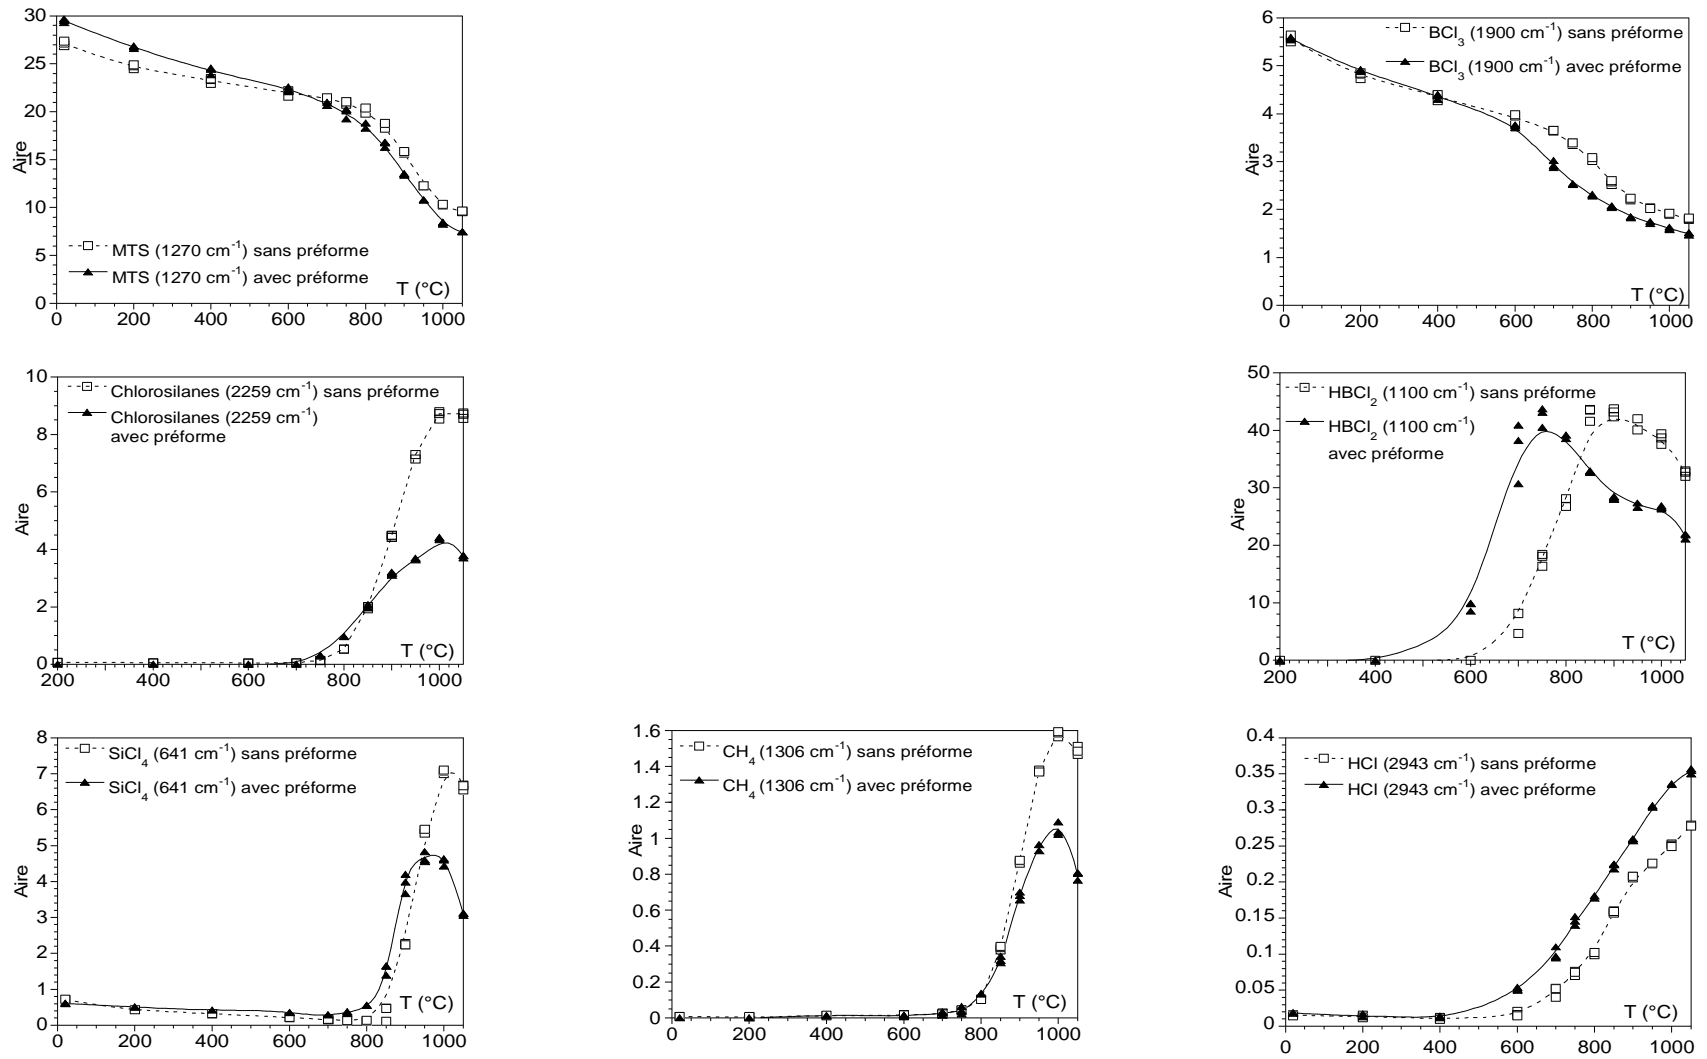 30
25
20
15
10
5
0
Aire
MTS (1270 cm-1) sans préforme
MTS (1270 cm-1) avec préforme
T (°C)
0 200 400 600 800 1000
6
5
4
3
2
1
0
Aire
BCl3 (1900 cm-1) sans préforme
BCl3 (1900 cm-1) avec préforme
T (°C)
0 200 400 600 800 1000
10
8
6
4
2
0
Aire
Chlorosilanes (2259 cm-1) sans préforme
Chlorosilanes (2259 cm-1)
avec préforme
T (°C)
200 400 600 800 1000
50
40
30
20
10
0
Aire
HBCl2 (1100 cm-1) sans préforme
HBCl2 (1100 cm-1)
avec préforme
T (°C)
200 400 600 800 1000
8
7
6
5
4
3
2
1
0
Aire
SiCl4 (641 cm-1) sans préforme
SiCl4 (641 cm-1) avec préforme
T (°C)
0 200 400 600 800 1000
1.6
1.4
1.2
1
0.8
0.6
0.4
0.2
0
Aire
CH4 (1306 cm-1) sans préforme
CH4 (1306 cm-1) avec préforme
T (°C)
0 200 400 600 800 1000
0.4
0.35
0.3
0.25
0.2
0.15
0.1
0.05
0
Aire
HCl (2943 cm-1) sans préforme
HCl (2943 cm-1) avec préforme
T (°C)
0 200 400 600 800 1000